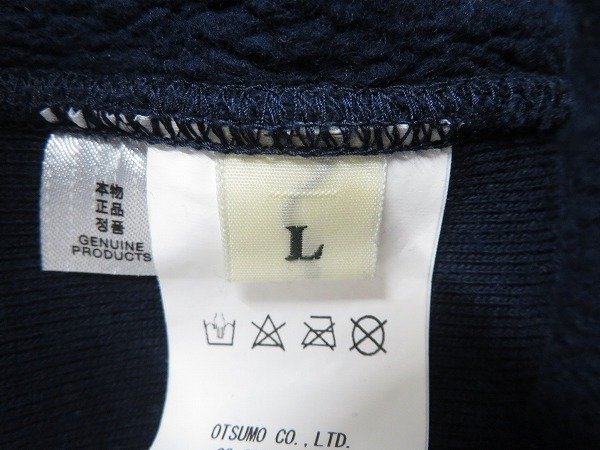 本物
正品
정품
GENUINE
PRODUCTS
L
OTSUMO CO.,LTD.